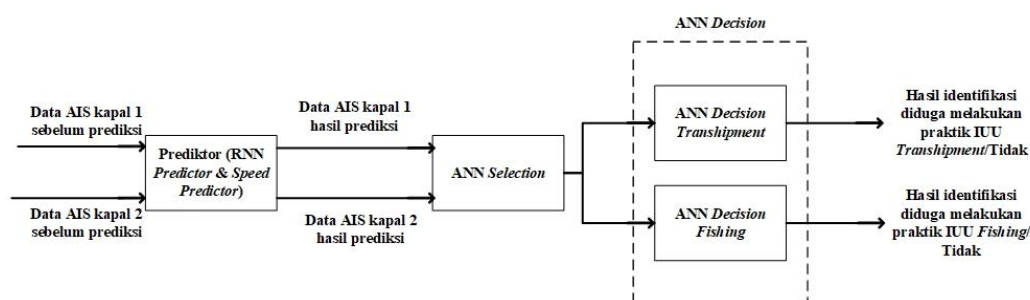 ANN Decision
Data AIS kapal 1
sebelum prediksi
Data AIS kapal 2
sebelum prediksi
Prediktor (RNN
Predictor & Speed
Predictor)
Data AIS kapal 1
hasil prediksi
Data AIS kapal 2
hasil prediksi
ANN Selection
ANN Decision
Transhipment
ANN Decision
Fishing
Hasil identifikasi
diduga melakukan
praktik IUU
Transhipment/Tidak
Hasil identifikasi
diduga melakukan
praktik IUU Fishing/
Tidak